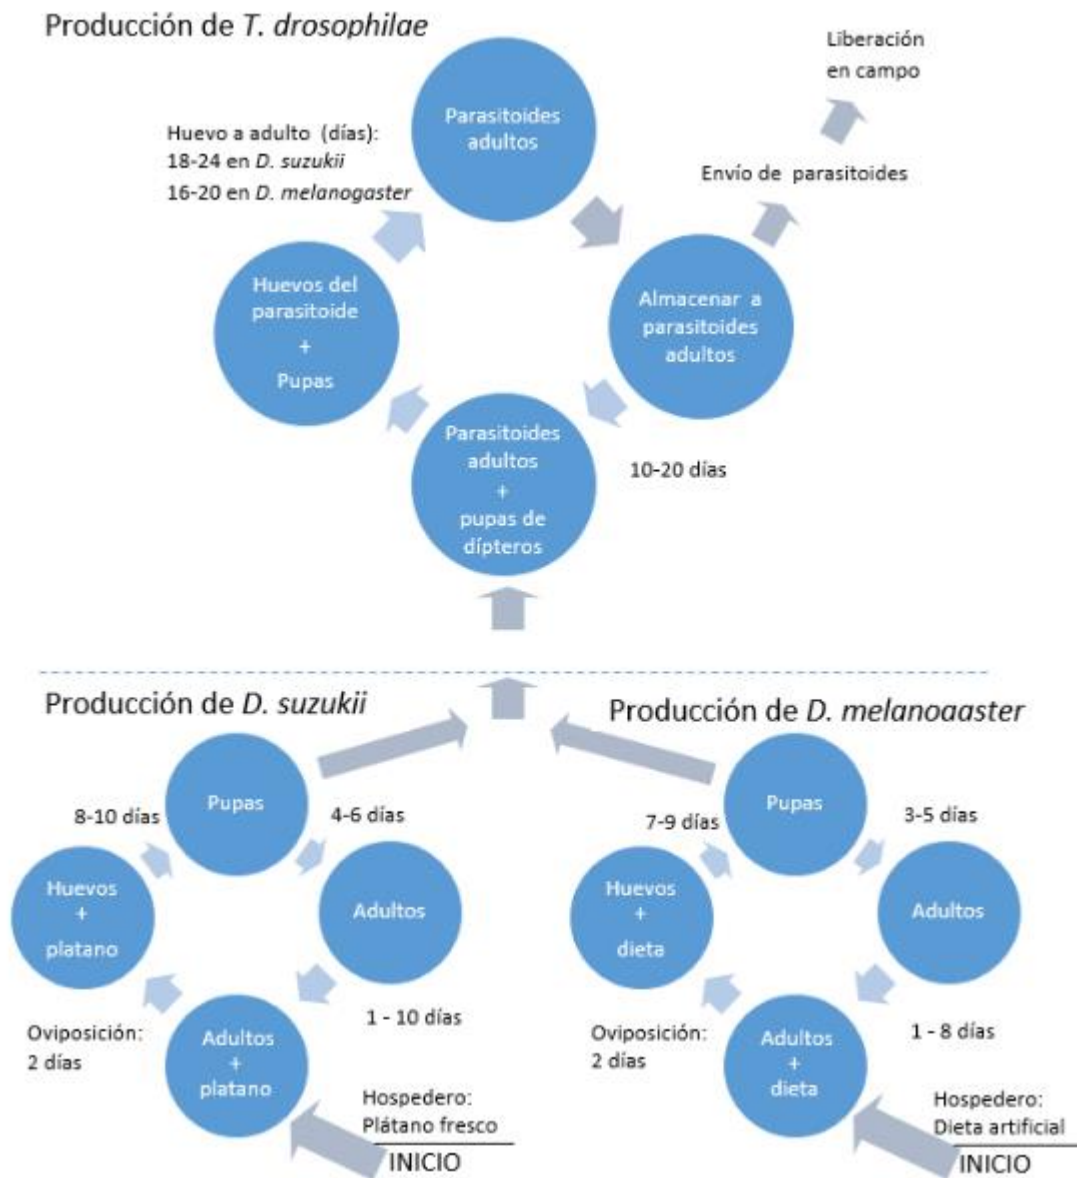 Producción de T. drosophilae
Liberación
en campo
Parasitoides
adultos
Huevo a adulto (días):
18-24 en D. suzukii
16-20 en D. melanogaster
Envío de parasitoides
Huevos del
parasitoide
+
Pupas
Almacenar a
parasitoides
adultos
Parasitoides
adultos
+
pupas de
dípteros
10-20 días
Producción de D. suzukii
Pupas
8-10 días
4-6 días
Huevos
+
platano
Adultos
Oviposición:
2 días
1 - 10 días
Adultos
+
platano
Hospedero:
Plátano fresco
INICIO
Producción de D. melanoaaster
Pupas
7-9 días
3-5 días
Huevos
+
dieta
Adultos
Oviposición:
2 días
1 - 8 días
Adultos
+
dieta
Hospedero:
Dieta artificial
INICIO